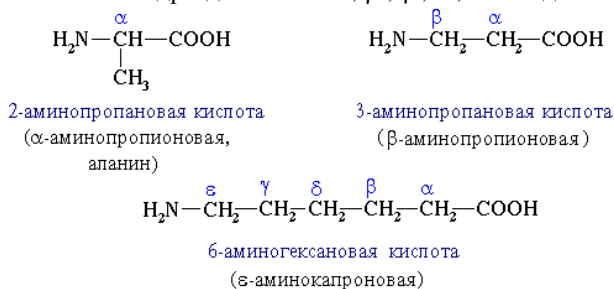 α
β α
H₂N—CH—COOH H₂N—CH₂—CH₂—COOH
CH₃
2-аминопропановая кислота 3-аминопропановая кислота
(α-аминопропионовая, (β-аминопропионовая)
аланин)
ε γ δ β α
H₂N—CH₂—CH₂—CH₂—CH₂—CH₂—COOH
6-аминогексановая кислота
(ε-аминокапроновая)